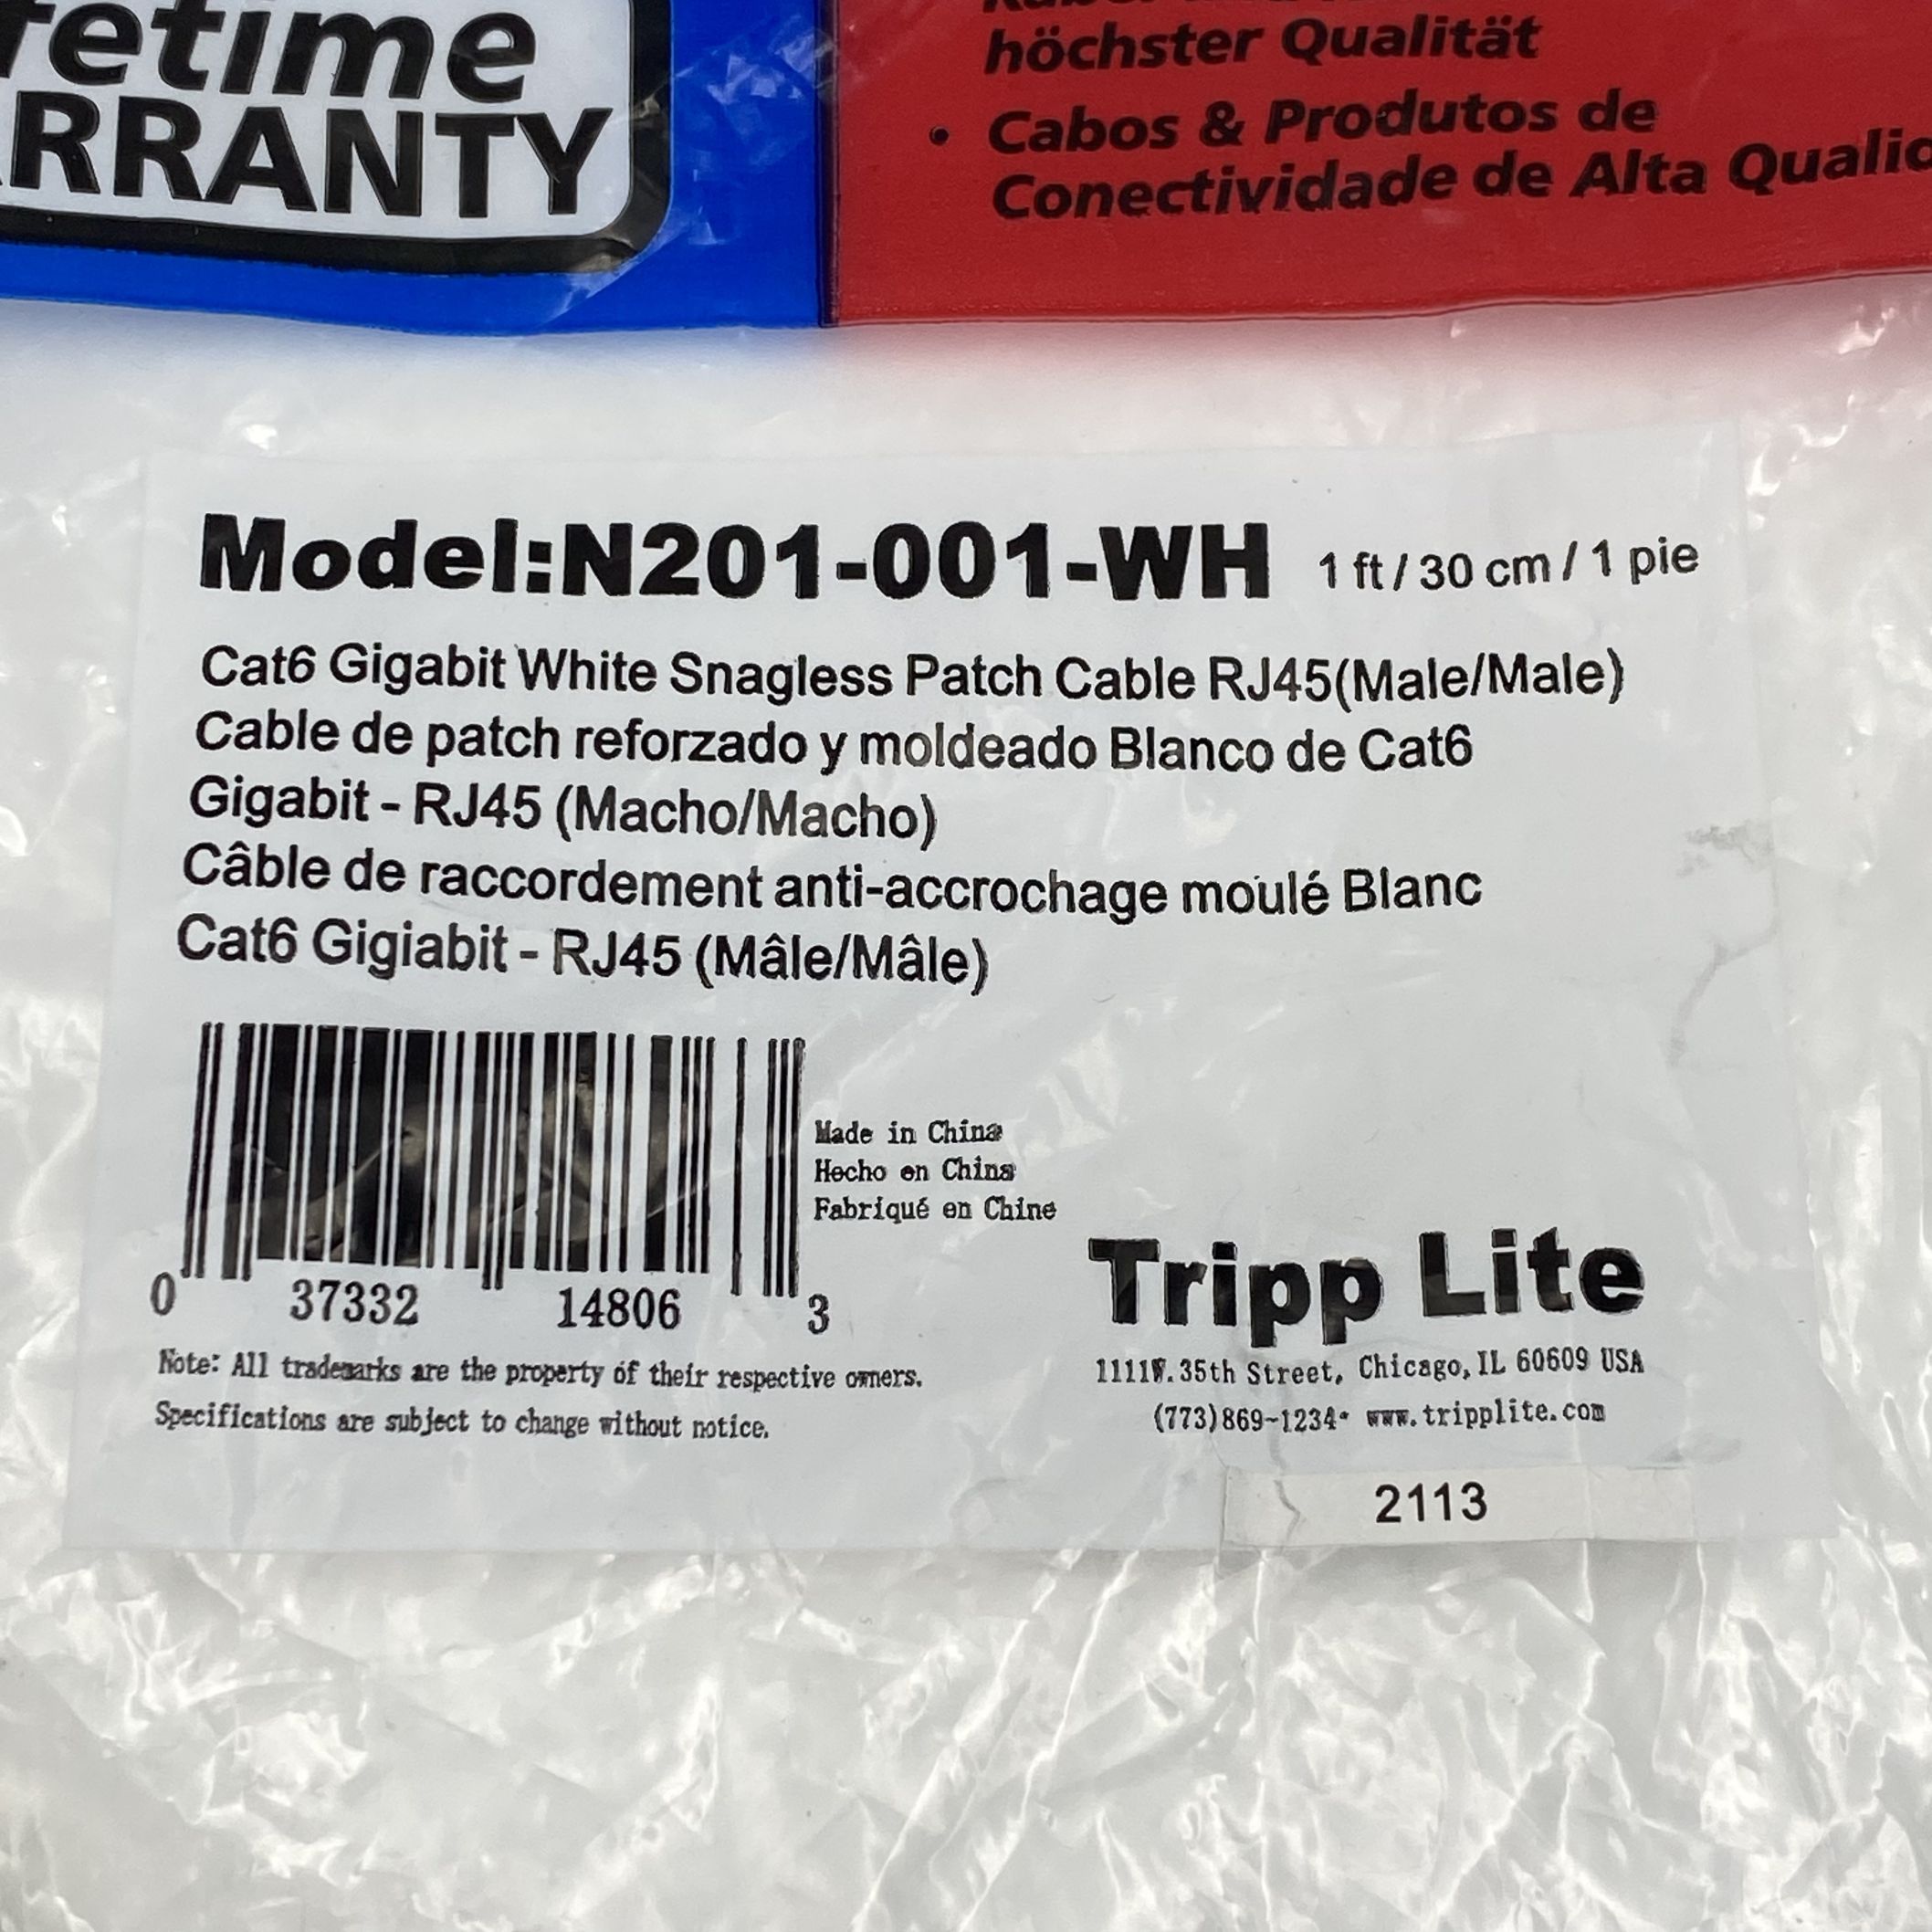 WARRANTY
höchster Qualität
• Cabos & Produtos de
Conectividade de Alta
Model:N201-001-WH 1 ft / 30 cm / 1 pie
Cat6 Gigabit White Snagless Patch Cable RJ45(Male/Male)
Cable de patch reforzado y moldeado Blanco de Cat6
Gigabit - RJ45 (Macho/Macho)
Câble de raccordement anti-accrochage moulé Blanc
Cat6 Gigiabit - RJ45 (Mâle/Mâle)
Made in China
Hecho en China
Fabriqué en Chine
0 37332 14806 3
Note: All trademarks are the property of their respective owners.
Specifications are subject to change without notice.
Tripp Lite
1111W. 35th Street, Chicago, IL 60609 USA
(773)869-1234• www.tripplite.com
2113